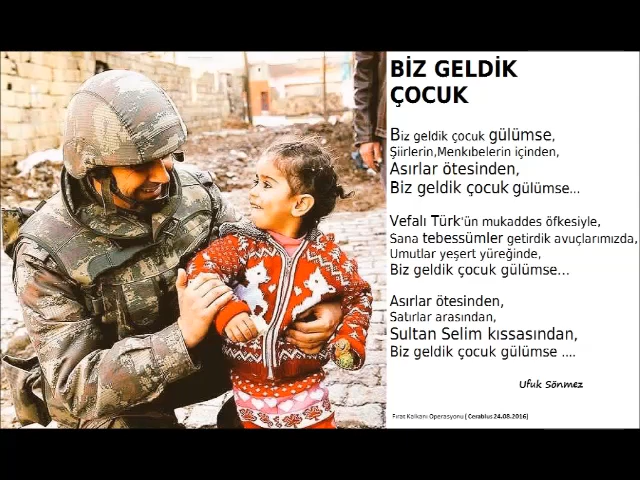 BİZ GELDİK
ÇOCUK
Biz geldik çocuk gülümse,
Şiirlerin,Menkıbelerin içinden,
Asırlar ötesinden,
Biz geldik çocuk gülümse...
Vefalı Türk'ün mukaddes öfkesiyle,
Sana tebessümler getirdik avuçlarımızda,
Umutlar yeşert yüreğinde,
Biz geldik çocuk gülümse...
Asırlar ötesinden,
Satırlar arasından,
Sultan Selim kıssasından,
Biz geldik çocuk gülümse ....
Ufuk Sönmez
Fırat Kalkanı Operasyonu ( Cerablus 24.08.2016)